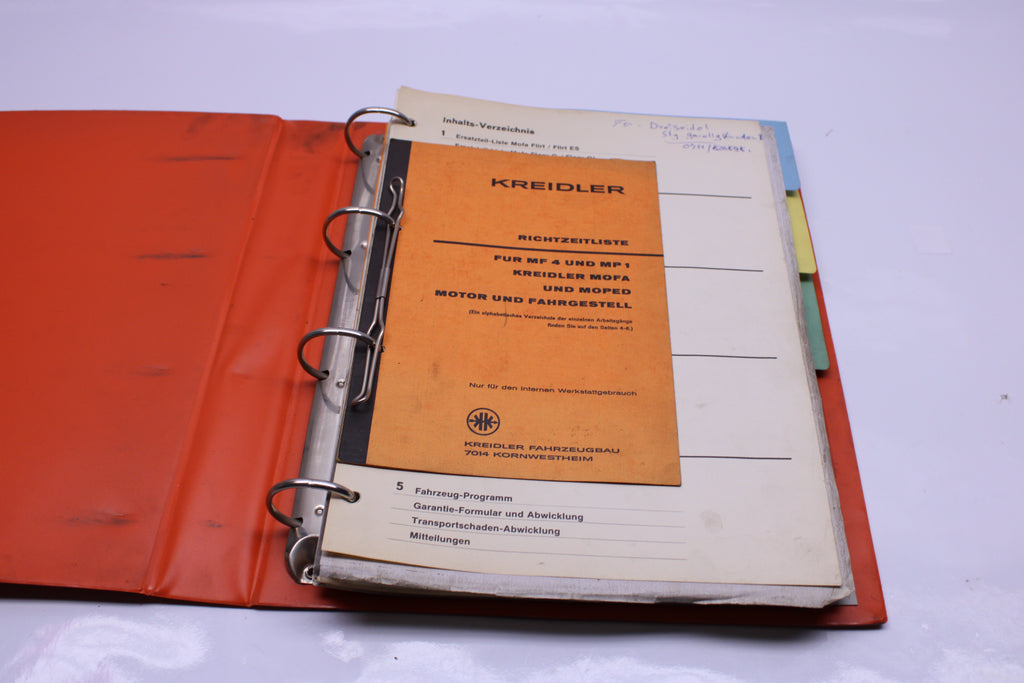 Inhalts-Verzeichnis
1 Ersatzteil-Liste Mofa Flirt / Flirt ES
KREIDLER
RICHTZEITLISTE
FUR MF 4 UND MP 1
KREIDLER MOFA
UND MOPED
MOTOR UND FAHRGESTELL
(Ein alphabetisches Verzeichnis der einzelnen Arbeitsgänge
finden Sie auf den Seiten 4-6.)
Nur für den internen Werkstattgebrauch
KREIDLER FAHRZEUGBAU
7014 KORNWESTHEIM
5 Fahrzeug-Programm
Garantie-Formular und Abwicklung
Transportschaden-Abwicklung
Mitteilungen